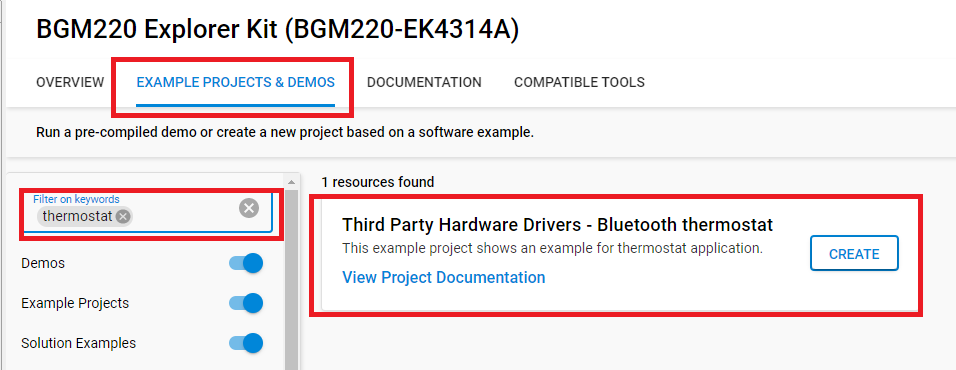 BGM220 Explorer Kit (BGM220-EK4314A)
OVERVIEW EXAMPLE PROJECTS & DEMOS DOCUMENTATION COMPATIBLE TOOLS
Run a pre-compiled demo or create a new project based on a software example.
Filter on keywords
thermostat
Demos
Example Projects
Solution Examples
1 resources found
Third Party Hardware Drivers - Bluetooth thermostat
This example project shows an example for thermostat application.
View Project Documentation
CREATE